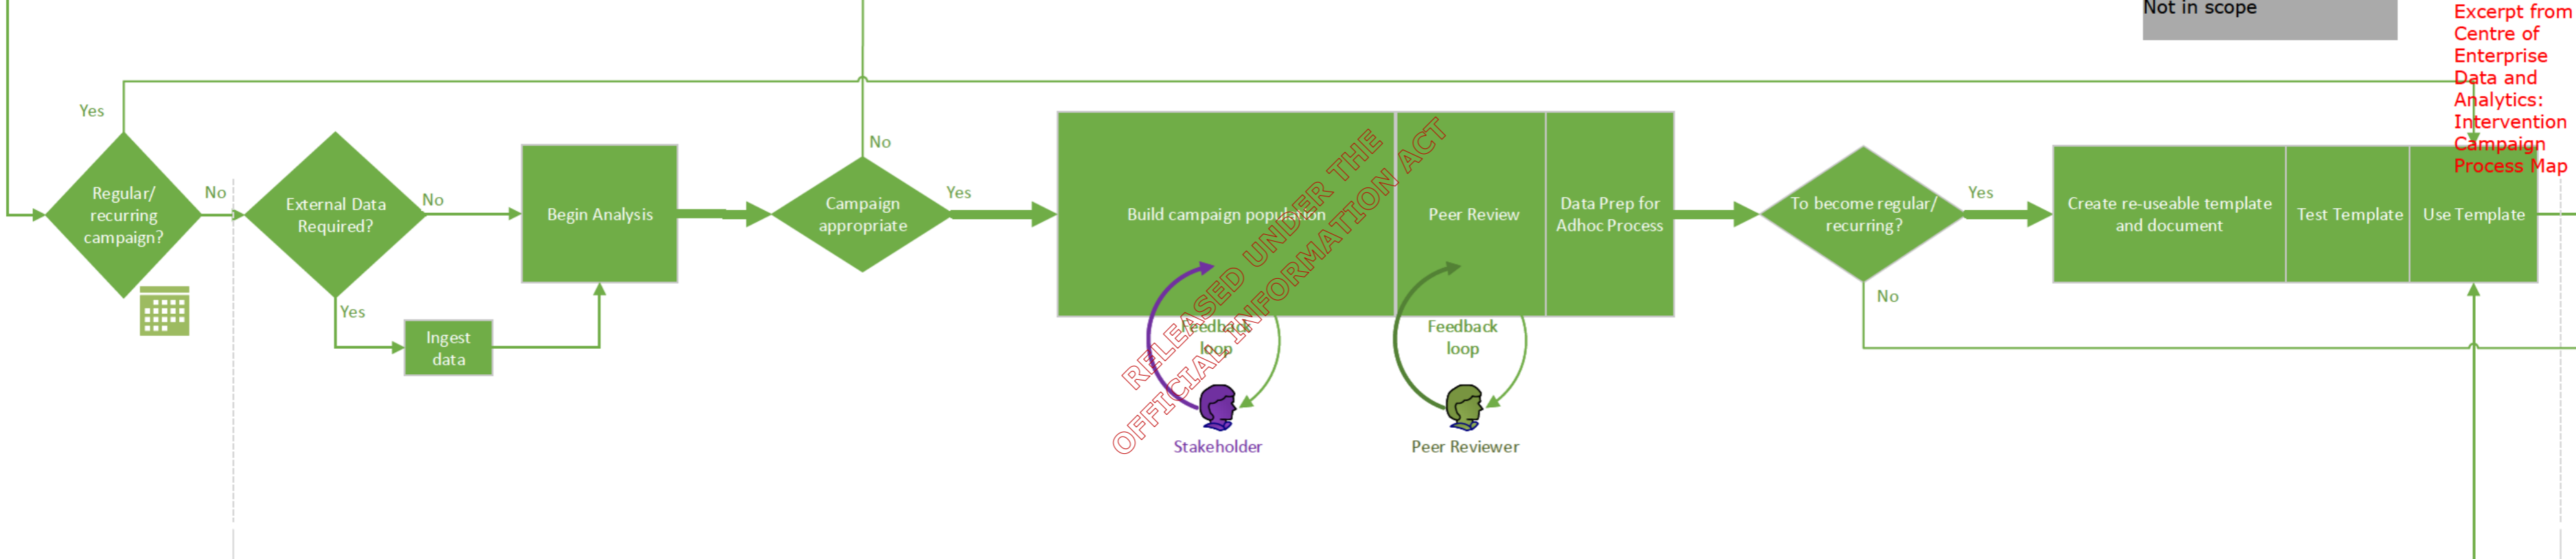 Not in scope
Excerpt from
Centre of
Enterprise
Data and
Analytics:
Intervention
Campaign
Process Map
Yes
Regular/
recurring
campaign?
No
External Data
Required?
No
Yes
Ingest
data
Begin Analysis
No
Campaign
appropriate
Yes
Build campaign population
Peer Review
Data Prep for
Adhoc Process
RELEASED UNDER THE
OFFICIAL INFORMATION ACT
Feedback
loop
Stakeholder
Feedback
loop
Peer Reviewer
To become regular/
recurring?
Yes
No
Create re-useable template
and document
Test Template
Use Template